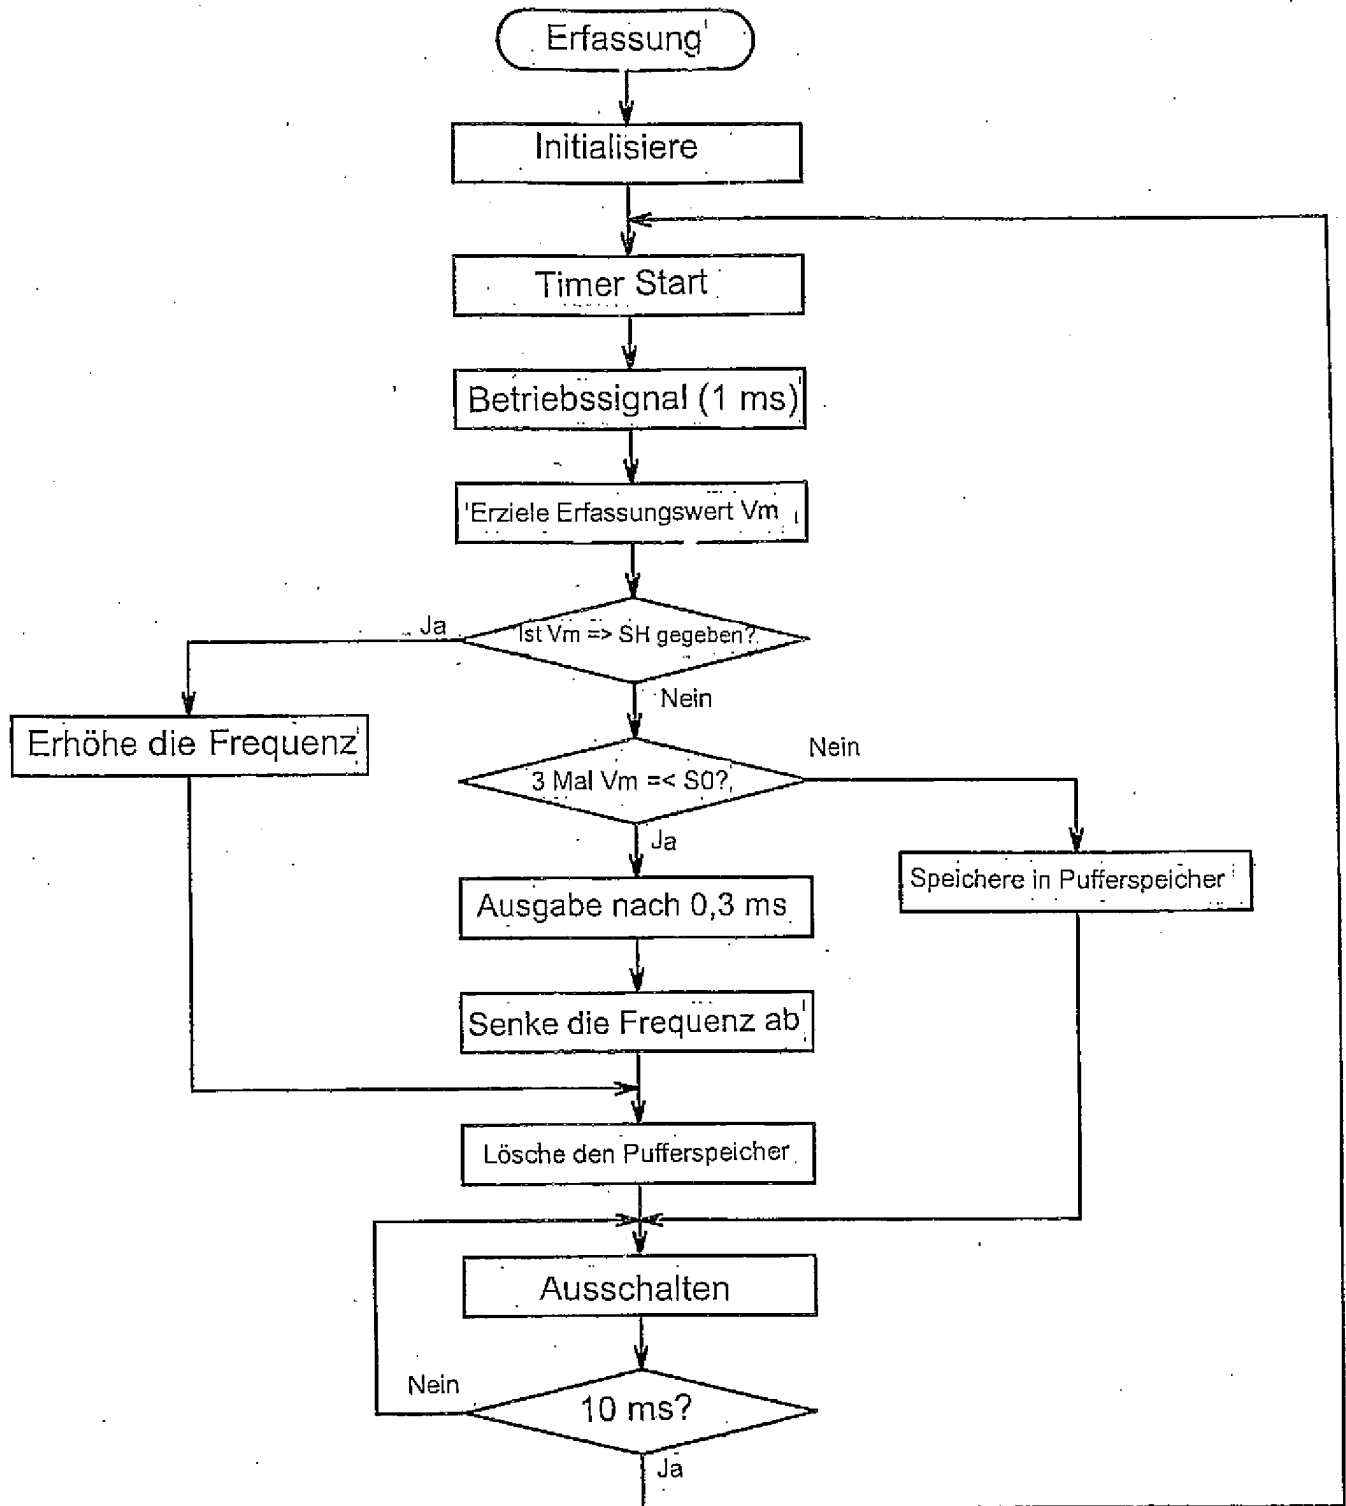 Erfassung
Initialisiere
Timer Start
Betriebssignal (1 ms)
Erziele Erfassungswert Vm
Ja
Ist Vm => SH gegeben?
Nein
Erhöhe die Frequenz
Nein
3 Mal Vm =< S0?
Ja
Speichere in Pufferspeicher
Ausgabe nach 0,3 ms
Senke die Frequenz ab
Lösche den Pufferspeicher
Ausschalten
Nein
10 ms?
Ja